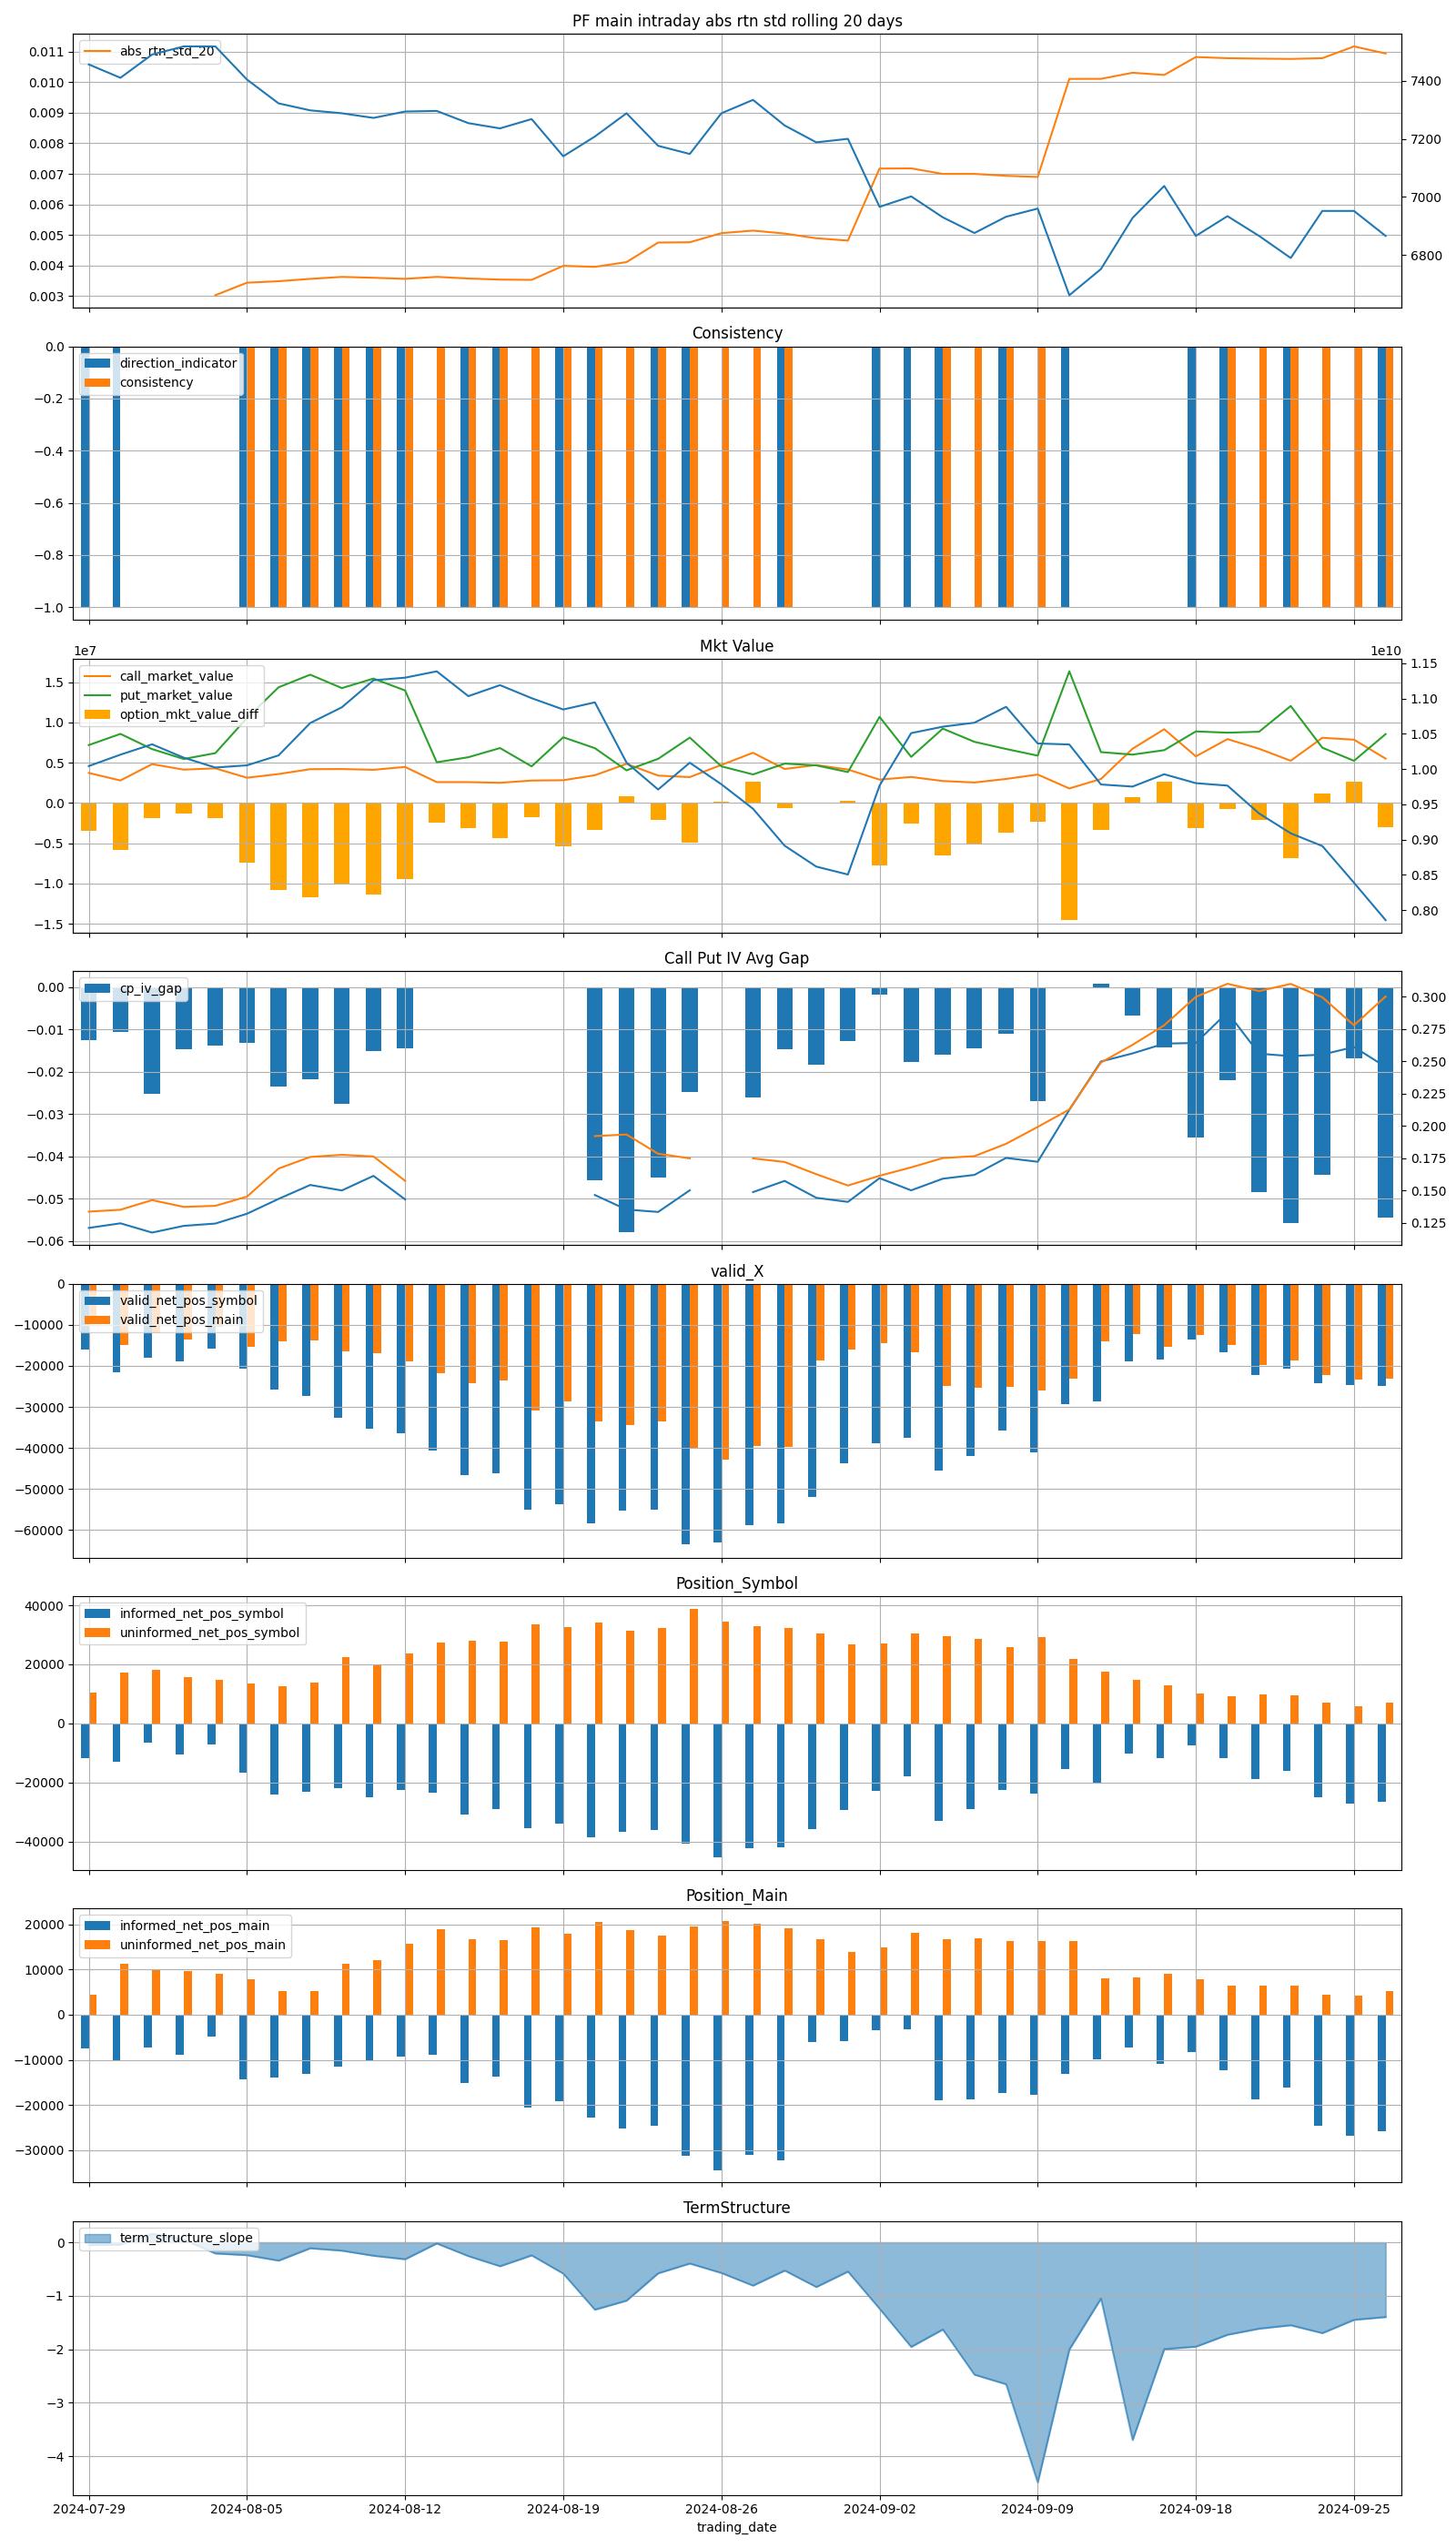 PF main intraday abs rtn std rolling 20 days
abs_rtn_std_20
0.011
0.010
0.009
0.008
0.007
0.006
0.005
0.004
0.003
7400
7200
7000
6800
Consistency
direction_indicator
consistency
0.0
−0.2
−0.4
−0.6
−0.8
−1.0
Mkt Value
1e7
1e10
call_market_value
put_market_value
option_mkt_value_diff
1.5
1.0
0.5
0.0
−0.5
−1.0
−1.5
1.15
1.10
1.05
1.00
0.95
0.90
0.85
0.80
Call Put IV Avg Gap
cp_iv_gap
0.00
−0.01
−0.02
−0.03
−0.04
−0.05
−0.06
0.300
0.275
0.250
0.225
0.200
0.175
0.150
0.125
valid_X
valid_net_pos_symbol
valid_net_pos_main
0
−10000
−20000
−30000
−40000
−50000
−60000
Position_Symbol
informed_net_pos_symbol
uninformed_net_pos_symbol
40000
20000
0
−20000
−40000
Position_Main
informed_net_pos_main
uninformed_net_pos_main
20000
10000
0
−10000
−20000
−30000
TermStructure
term_structure_slope
0
−1
−2
−3
−4
2024-07-29 2024-08-05 2024-08-12 2024-08-19 2024-08-26 2024-09-02 2024-09-09 2024-09-18 2024-09-25
trading_date